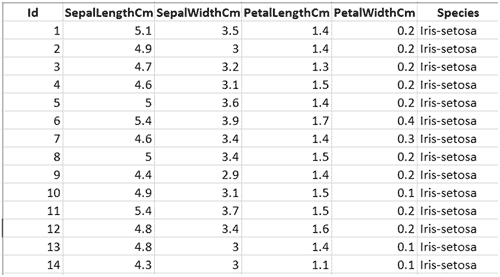 Id SepalLengthCm SepalWidthCm PetalLengthCm PetalWidthCm Species
1 5.1 3.5 1.4 0.2 Iris-setosa
2 4.9 3 1.4 0.2 Iris-setosa
3 4.7 3.2 1.3 0.2 Iris-setosa
4 4.6 3.1 1.5 0.2 Iris-setosa
5 5 3.6 1.4 0.2 Iris-setosa
6 5.4 3.9 1.7 0.4 Iris-setosa
7 4.6 3.4 1.4 0.3 Iris-setosa
8 5 3.4 1.5 0.2 Iris-setosa
9 4.4 2.9 1.4 0.2 Iris-setosa
10 4.9 3.1 1.5 0.1 Iris-setosa
11 5.4 3.7 1.5 0.2 Iris-setosa
12 4.8 3.4 1.6 0.2 Iris-setosa
13 4.8 3 1.4 0.1 Iris-setosa
14 4.3 3 1.1 0.1 Iris-setosa